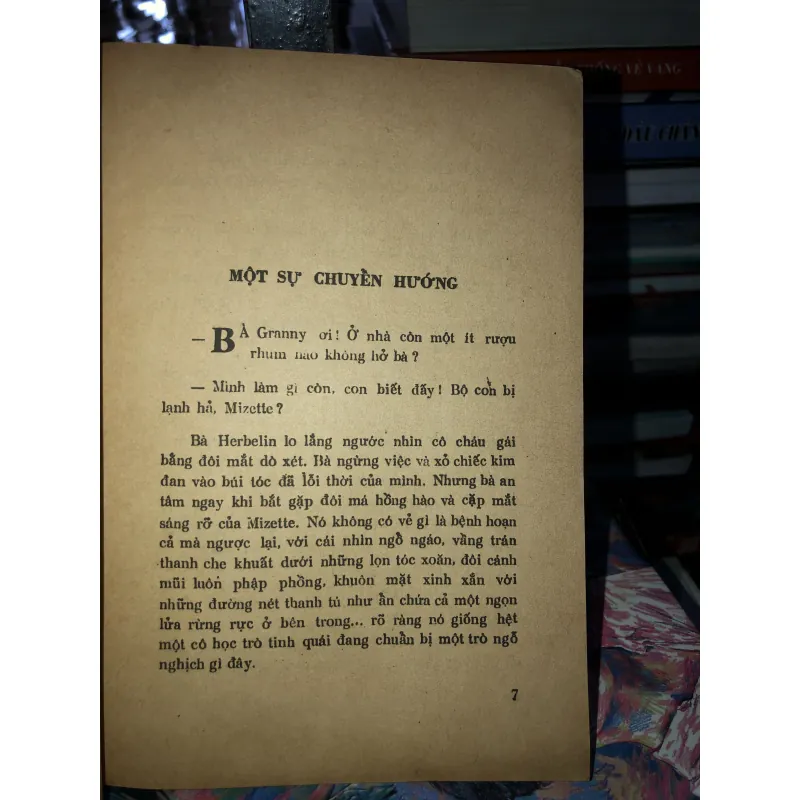 MỘT SỰ CHUYỂN HƯỚNG
— BÀ Granny ơi! Ở nhà còn một ít rượu
rhum nào không hở bà?
— Mình làm gì còn, con biết đấy! Bộ con bị
lạnh hả, Mizette?
Bà Herbelin lo lắng ngước nhìn cô cháu gái
bằng đôi mắt dò xét. Bà ngừng việc và xỏ chiếc kim
đan vào búi tóc đã lỗi thời của mình. Nhưng bà an
tâm ngay khi bắt gặp đôi má hồng hào và cặp mắt
sáng rỡ của Mizette. Nó không có vẻ gì là bệnh hoạn
cả mà ngược lại, với cái nhìn ngỗ ngáo, vầng trán
thanh che khuất dưới những lọn tóc xoăn, đôi cánh
mũi luôn phập phồng, khuôn mặt xinh xắn với
những đường nét thanh tú như ẩn chứa cả một ngọn
lửa rừng rực ở bên trong... rõ ràng nó giống hệt
một cô học trò tinh quái đang chuẩn bị một trò ngỗ
nghịch gì đây.
7
VẺ VANG